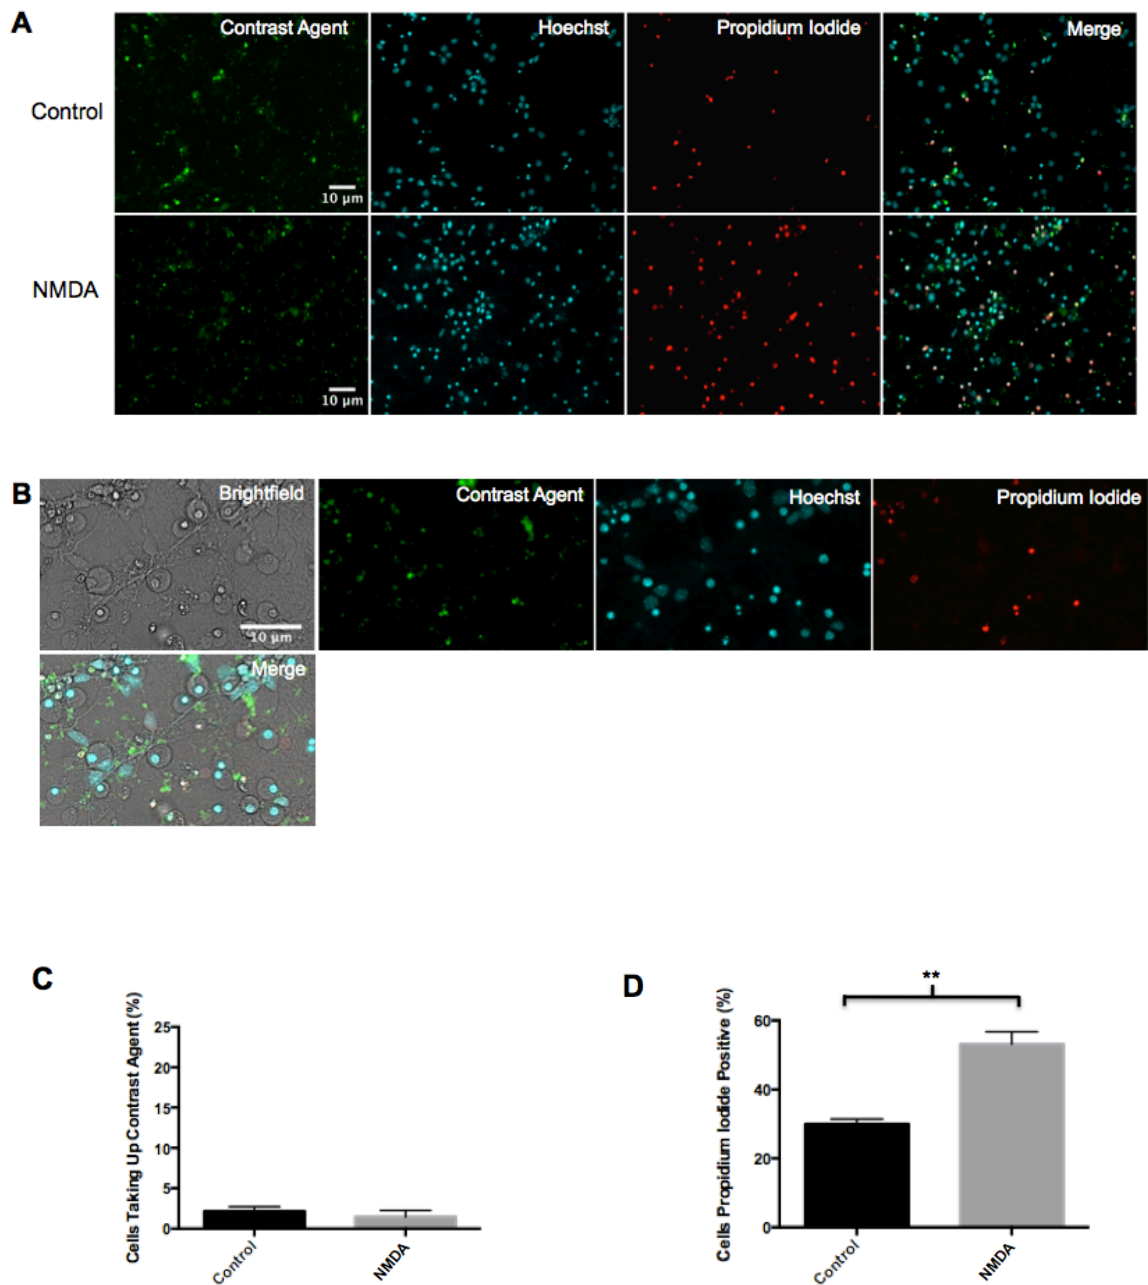 A
Contrast Agent
Hoechst
Propidium Iodide
Merge
Control
10 µm
NMDA
10 µm
B
Brightfield
Contrast Agent
Hoechst
Propidium Iodide
10 µm
Merge
C
Cells Taking Up Contrast Agent (%)
25
20
15
10
5
0
Control
NMDA
D
**
Cells Propidium Iodide Positive (%)
60
40
20
0
Control
NMDA